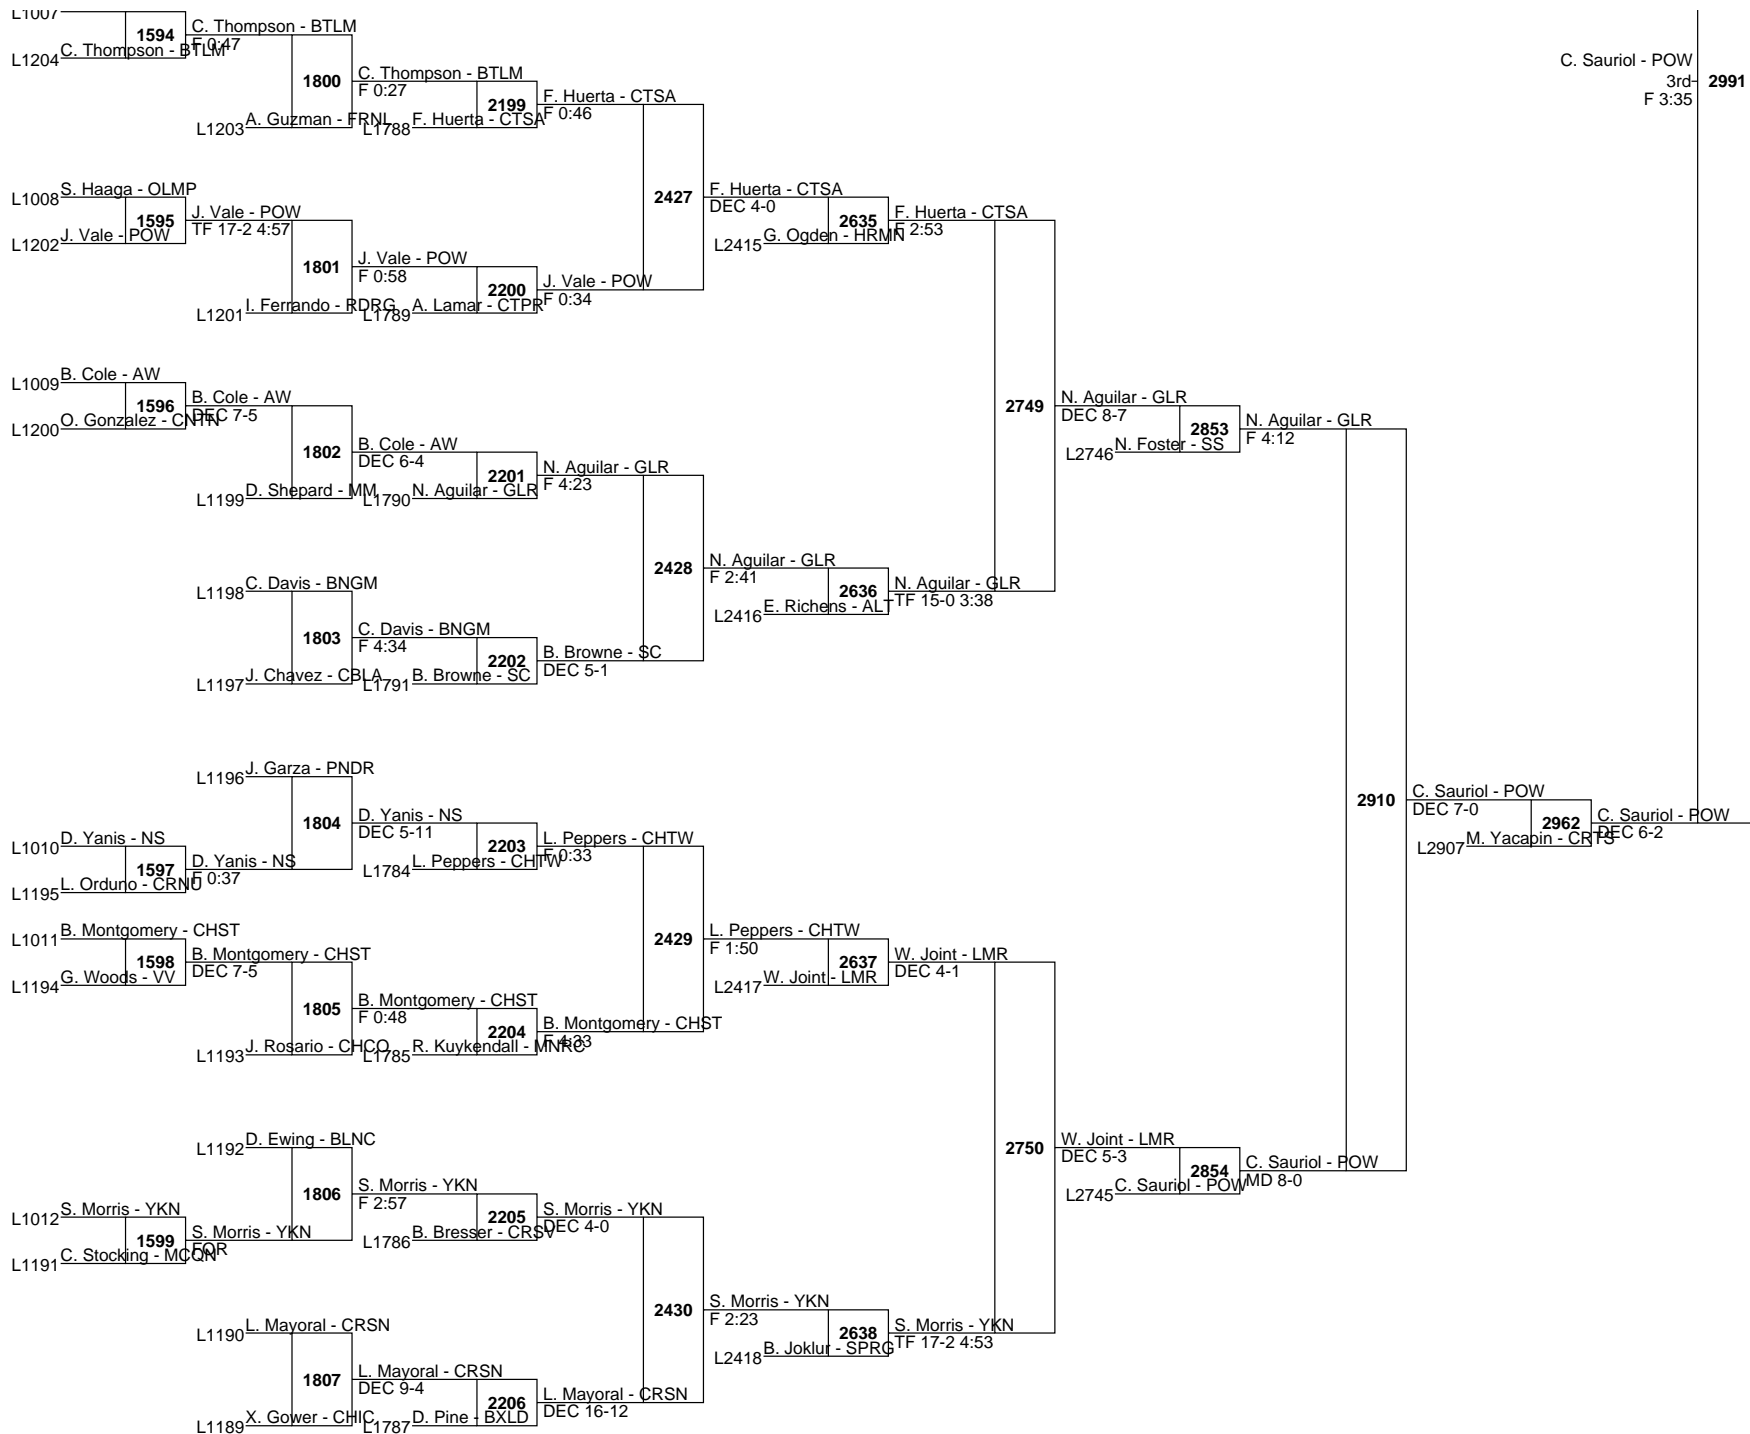 L1007
C. Thompson - BTLM
1594
F 0:47
L1204
C. Thompson - BTLM
1800
C. Thompson - BTLM
F 0:27
L1203
A. Guzman - FRNL
2199
F. Huerta - CTSA
F 0:46
L1788
F. Huerta - CTSA
C. Sauriol - POW
3rd
F 3:35
2991
L1008
S. Haaga - OLMP
1595
J. Vale - POW
TF 17-2 4:57
L1202
J. Vale - POW
2427
F. Huerta - CTSA
DEC 4-0
2635
F. Huerta - CTSA
F 2:53
L2415
G. Ogden - HRMN
1801
J. Vale - POW
F 0:58
L1201
I. Ferrando - RDRG
2200
J. Vale - POW
F 0:34
L1789
A. Lamar - CTPR
L1009
B. Cole - AW
1596
B. Cole - AW
DEC 7-5
L1200
O. Gonzalez - CNTN
2749
N. Aguilar - GLR
DEC 8-7
2853
N. Aguilar - GLR
F 4:12
L2746
N. Foster - SS
1802
B. Cole - AW
DEC 6-4
L1199
D. Shepard - MM
2201
N. Aguilar - GLR
F 4:23
L1790
N. Aguilar - GLR
L1198
C. Davis - BNGM
2428
N. Aguilar - GLR
F 2:41
2636
N. Aguilar - GLR
TF 15-0 3:38
L2416
E. Richens - ALT
1803
C. Davis - BNGM
F 4:34
L1197
J. Chavez - CBLA
2202
B. Browne - SC
DEC 5-1
L1791
B. Browne - SC
L1196
J. Garza - PNDR
1804
D. Yanis - NS
DEC 5-11
2203
L. Peppers - CHTW
F 0:33
L1784
L. Peppers - CHTW
L1010
D. Yanis - NS
1597
D. Yanis - NS
F 0:37
L1195
L. Orduno - CRNU
2910
C. Sauriol - POW
DEC 7-0
2962
C. Sauriol - POW
DEC 6-2
L2907
M. Yacapin - CRTS
L1011
B. Montgomery - CHST
1598
B. Montgomery - CHST
DEC 7-5
L1194
G. Woods - VV
2429
L. Peppers - CHTW
F 1:50
2637
W. Joint - LMR
DEC 4-1
L2417
W. Joint - LMR
1805
B. Montgomery - CHST
F 0:48
L1193
J. Rosario - CHCO
2204
B. Montgomery - CHST
F 4:33
L1785
R. Kuykendall - MNRC
L1192
D. Ewing - BLNC
2750
W. Joint - LMR
DEC 5-3
2854
C. Sauriol - POW
MD 8-0
L2745
C. Sauriol - POW
1806
S. Morris - YKN
F 2:57
2205
S. Morris - YKN
DEC 4-0
L1786
B. Bresser - CRSV
L1012
S. Morris - YKN
1599
S. Morris - YKN
FOR
L1191
C. Stocking - MCQN
2430
S. Morris - YKN
F 2:23
2638
S. Morris - YKN
TF 17-2 4:53
L2418
B. Joklur - SPRG
L1190
L. Mayoral - CRSN
1807
L. Mayoral - CRSN
DEC 9-4
L1189
X. Gower - CHIC
2206
L. Mayoral - CRSN
DEC 16-12
L1787
D. Pine - BXLD